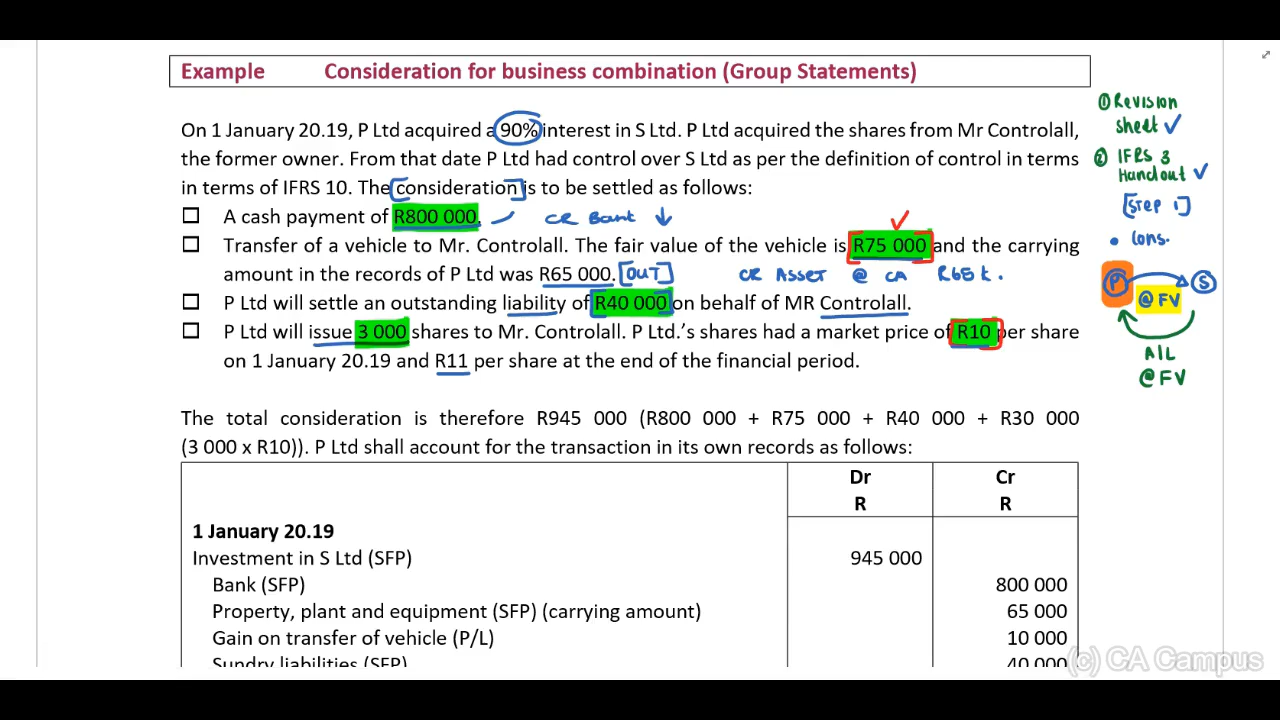 Example Consideration for business combination (Group Statements)
On 1 January 20.19, P Ltd acquired a 90% interest in S Ltd. P Ltd acquired the shares from Mr Controlall,
the former owner. From that date P Ltd had control over S Ltd as per the definition of control in terms
in terms of IFRS 10. The [consideration] is to be settled as follows:
☐ A cash payment of R800 000. CR Bank ↓
☐ Transfer of a vehicle to Mr. Controlall. The fair value of the vehicle is [R75 000] and the carrying
amount in the records of P Ltd was R65 000. [OUT] CR ASSET @ CA R65k.
☐ P Ltd will settle an outstanding liability of [R40 000] on behalf of MR Controlall.
☐ P Ltd will issue 3 000 shares to Mr. Controlall. P Ltd.'s shares had a market price of [R10] per share
on 1 January 20.19 and R11 per share at the end of the financial period.
The total consideration is therefore R945 000 (R800 000 + R75 000 + R40 000 + R30 000
(3 000 x R10)). P Ltd shall account for the transaction in its own records as follows:
Dr Cr
R R
1 January 20.19
Investment in S Ltd (SFP) 945 000
Bank (SFP) 800 000
Property, plant and equipment (SFP) (carrying amount) 65 000
Gain on transfer of vehicle (P/L) 10 000
Sundry liabilities (SFP) 40 000
① Revision
sheet ✓
② IFRS 3
Handout ✓
[Step 1]
• Cons.
P S
@ FV
A/L
@ FV
(c) CA Campus